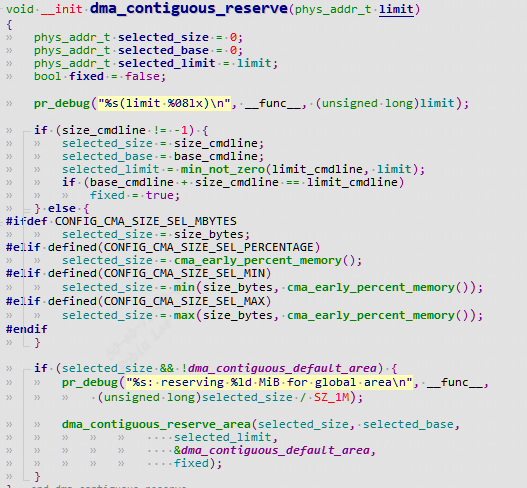 void __init dma_contiguous_reserve(phys_addr_t limit)
{
phys_addr_t selected_size = 0;
phys_addr_t selected_base = 0;
phys_addr_t selected_limit = limit;
bool fixed = false;
pr_debug("%s(limit %08lx)\n", __func__, (unsigned long)limit);
if (size_cmdline != -1) {
selected_size = size_cmdline;
selected_base = base_cmdline;
selected_limit = min_not_zero(limit_cmdline, limit);
if (base_cmdline + size_cmdline == limit_cmdline)
fixed = true;
} else {
#ifdef CONFIG_CMA_SIZE_SEL_MBYTES
selected_size = size_bytes;
#elif defined(CONFIG_CMA_SIZE_SEL_PERCENTAGE)
selected_size = cma_early_percent_memory();
#elif defined(CONFIG_CMA_SIZE_SEL_MIN)
selected_size = min(size_bytes, cma_early_percent_memory());
#elif defined(CONFIG_CMA_SIZE_SEL_MAX)
selected_size = max(size_bytes, cma_early_percent_memory());
#endif
}
if (selected_size && !dma_contiguous_default_area) {
pr_debug("%s: reserving %ld MiB for global area\n", __func__,
(unsigned long)selected_size / SZ_1M);
dma_contiguous_reserve_area(selected_size, selected_base,
selected_limit,
&dma_contiguous_default_area,
fixed);
}